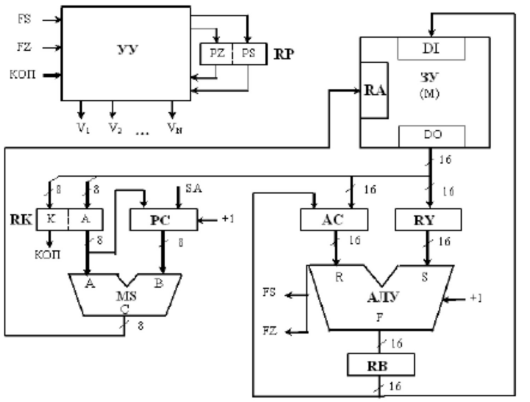 FS
FZ
КОП
УУ
PZ PS RP
V1 V2 ... VN
DI
RA ЗУ
(M)
DO
16
8 8 SA 16 16
RK K A PC +1 AC RY
КОП 8 8 16 16
A B
MS
C
8
R S
АЛУ
F
FS
FZ
+1
16
RB
16